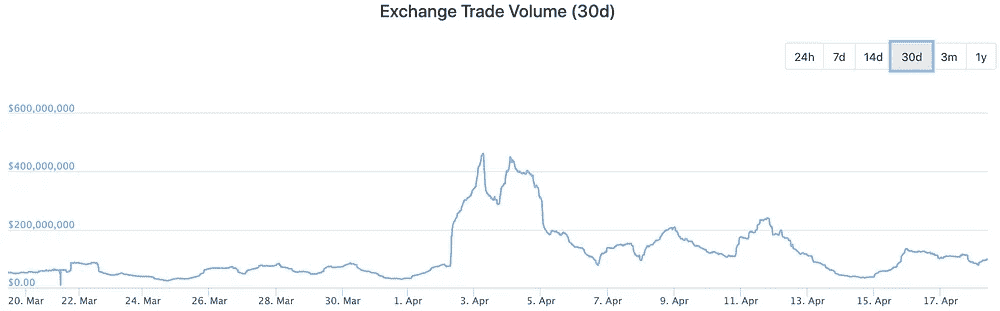 Exchange Trade Volume (30d)
24h 7d 14d 30d 3m 1y
$600,000,000
$400,000,000
$200,000,000
$0.00
20. Mar 22. Mar 24. Mar 26. Mar 28. Mar 30. Mar 1. Apr 3. Apr 5. Apr 7. Apr 9. Apr 11. Apr 13. Apr 15. Apr 17. Apr